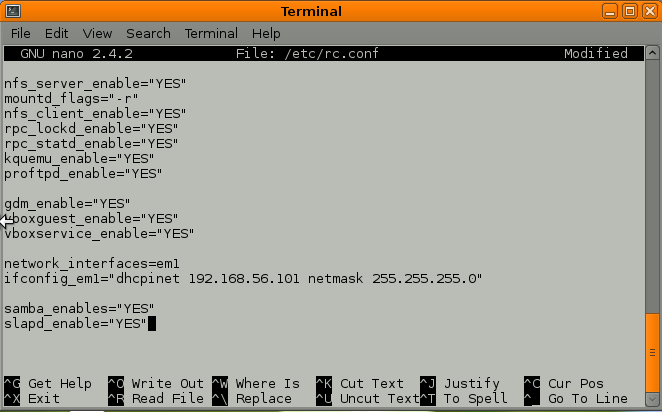 Terminal
File Edit View Search Terminal Help
GNU nano 2.4.2 File: /etc/rc.conf Modified
nfs_server_enable="YES"
mountd_flags="-r"
nfs_client_enable="YES"
rpc_lockd_enable="YES"
rpc_statd_enable="YES"
kquemu_enable="YES"
proftpd_enable="YES"
gdm_enable="YES"
vboxguest_enable="YES"
vboxservice_enable="YES"
network_interfaces=em1
ifconfig_em1="dhcpinet 192.168.56.101 netmask 255.255.255.0"
samba_enables="YES"
slapd_enable="YES"
^G Get Help ^O Write Out ^W Where Is ^K Cut Text ^J Justify ^C Cur Pos
^X Exit ^R Read File ^\ Replace ^U Uncut Text ^T To Spell ^_ Go To Line